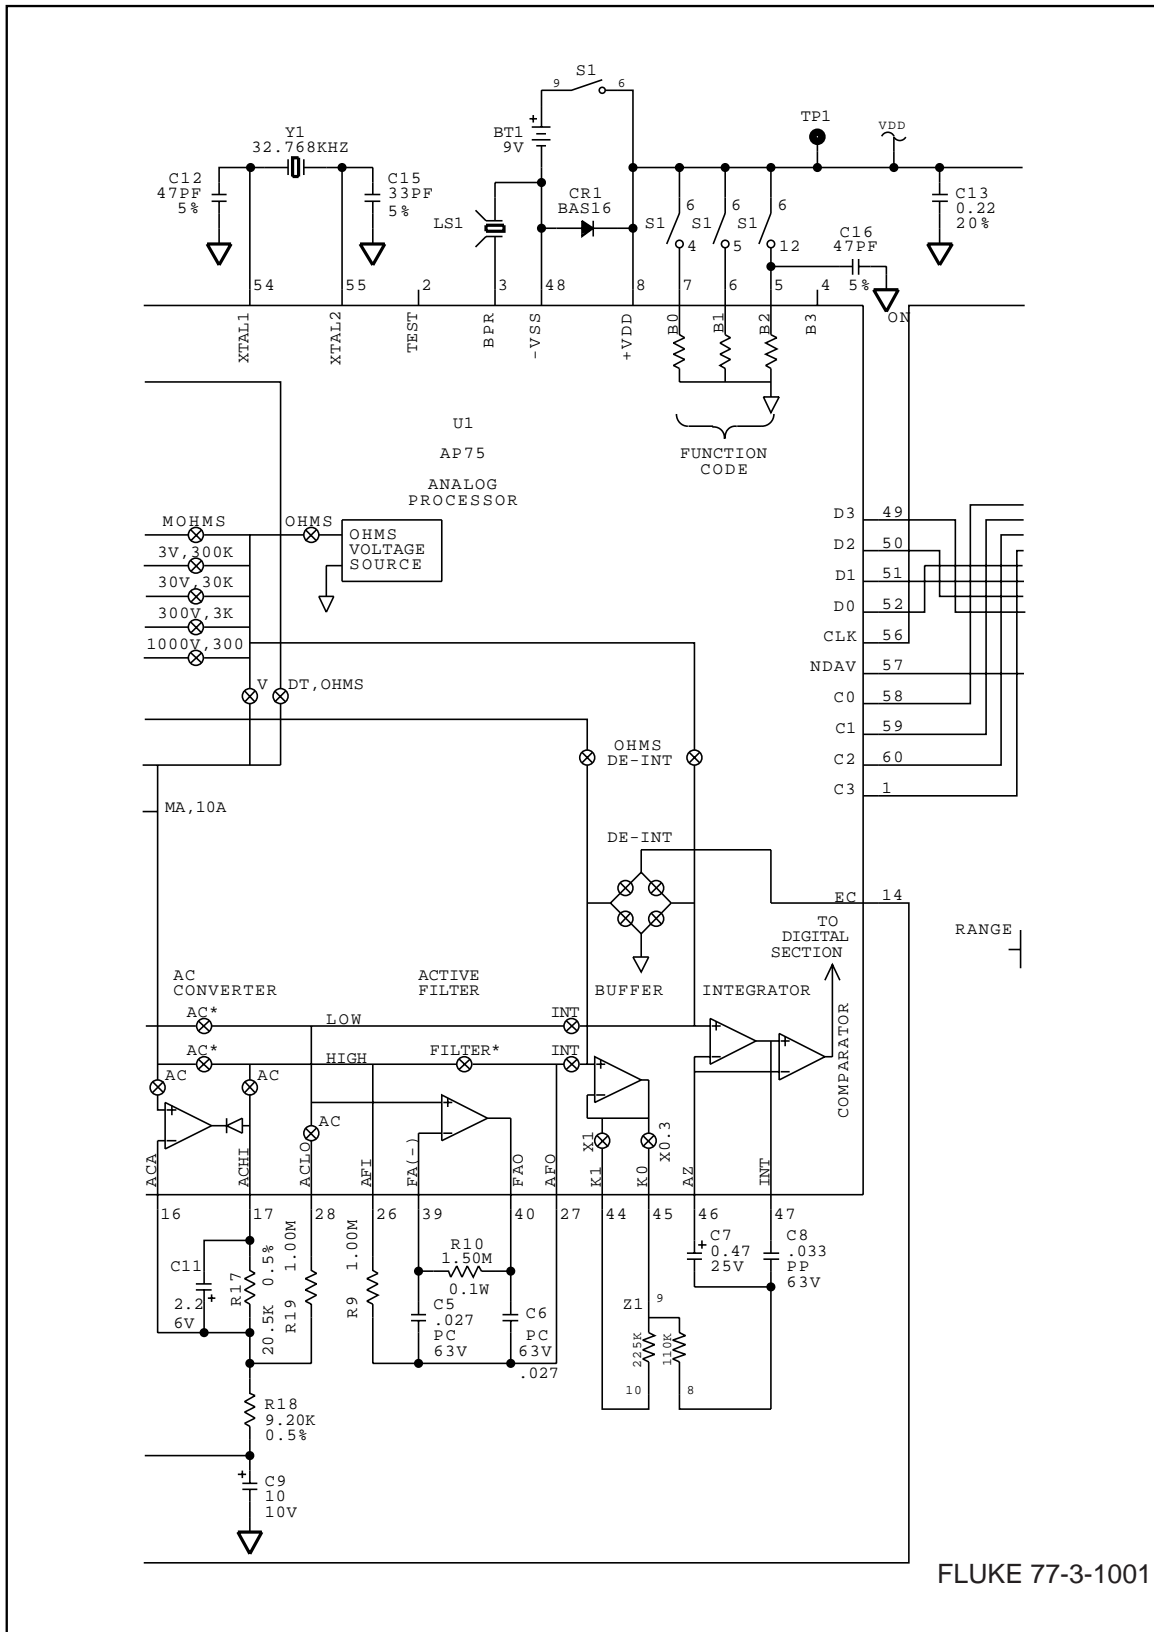 S1
9 6
TP1
VDD
Y1
32.768KHZ
BT1
9V
+
C12
47PF
5%
C15
33PF
5%
LS1
CR1
BAS16
6 6 6
S1 S1 S1
4 5 12
C16
47PF
5%
C13
0.22
20%
54 55 2 3 48 8 7 6 5 4
XTAL1
XTAL2
TEST
BPR
-VSS
+VDD
B0
B1
B2
B3
ON
U1
AP75
ANALOG
PROCESSOR
FUNCTION
CODE
MOHMS
OHMS
OHMS
VOLTAGE
SOURCE
3V,300K
30V,30K
300V,3K
1000V,300
V
DT,OHMS
D3 49
D2 50
D1 51
D0 52
CLK 56
NDAV 57
C0 58
C1 59
C2 60
C3 1
OHMS
DE-INT
MA,10A
DE-INT
EC 14
TO
DIGITAL
SECTION
RANGE
AC
CONVERTER
ACTIVE
FILTER
BUFFER
INTEGRATOR
COMPARATOR
AC*
LOW
INT
AC*
HIGH
FILTER*
INT
AC
AC
AC
+
−
+
−
+
−
+
−
+
−
X1
X0.3
ACA
ACHI
ACLO
AFI
FA(-)
FAO
AFO
K1
K0
AZ
INT
16 17 28 26 39 40 27 44 45 46 47
C11
2.2
+
6V
R17
20.5K 0.5%
R19 1.00M
R9 1.00M
R10
1.50M
0.1W
C5
.027
PC
63V
C6
PC
63V
.027
Z1
9
225K
110K
10 8
+
C7
0.47
25V
C8
.033
PP
63V
R18
9.20K
0.5%
+
C9
10
10V
FLUKE 77-3-1001